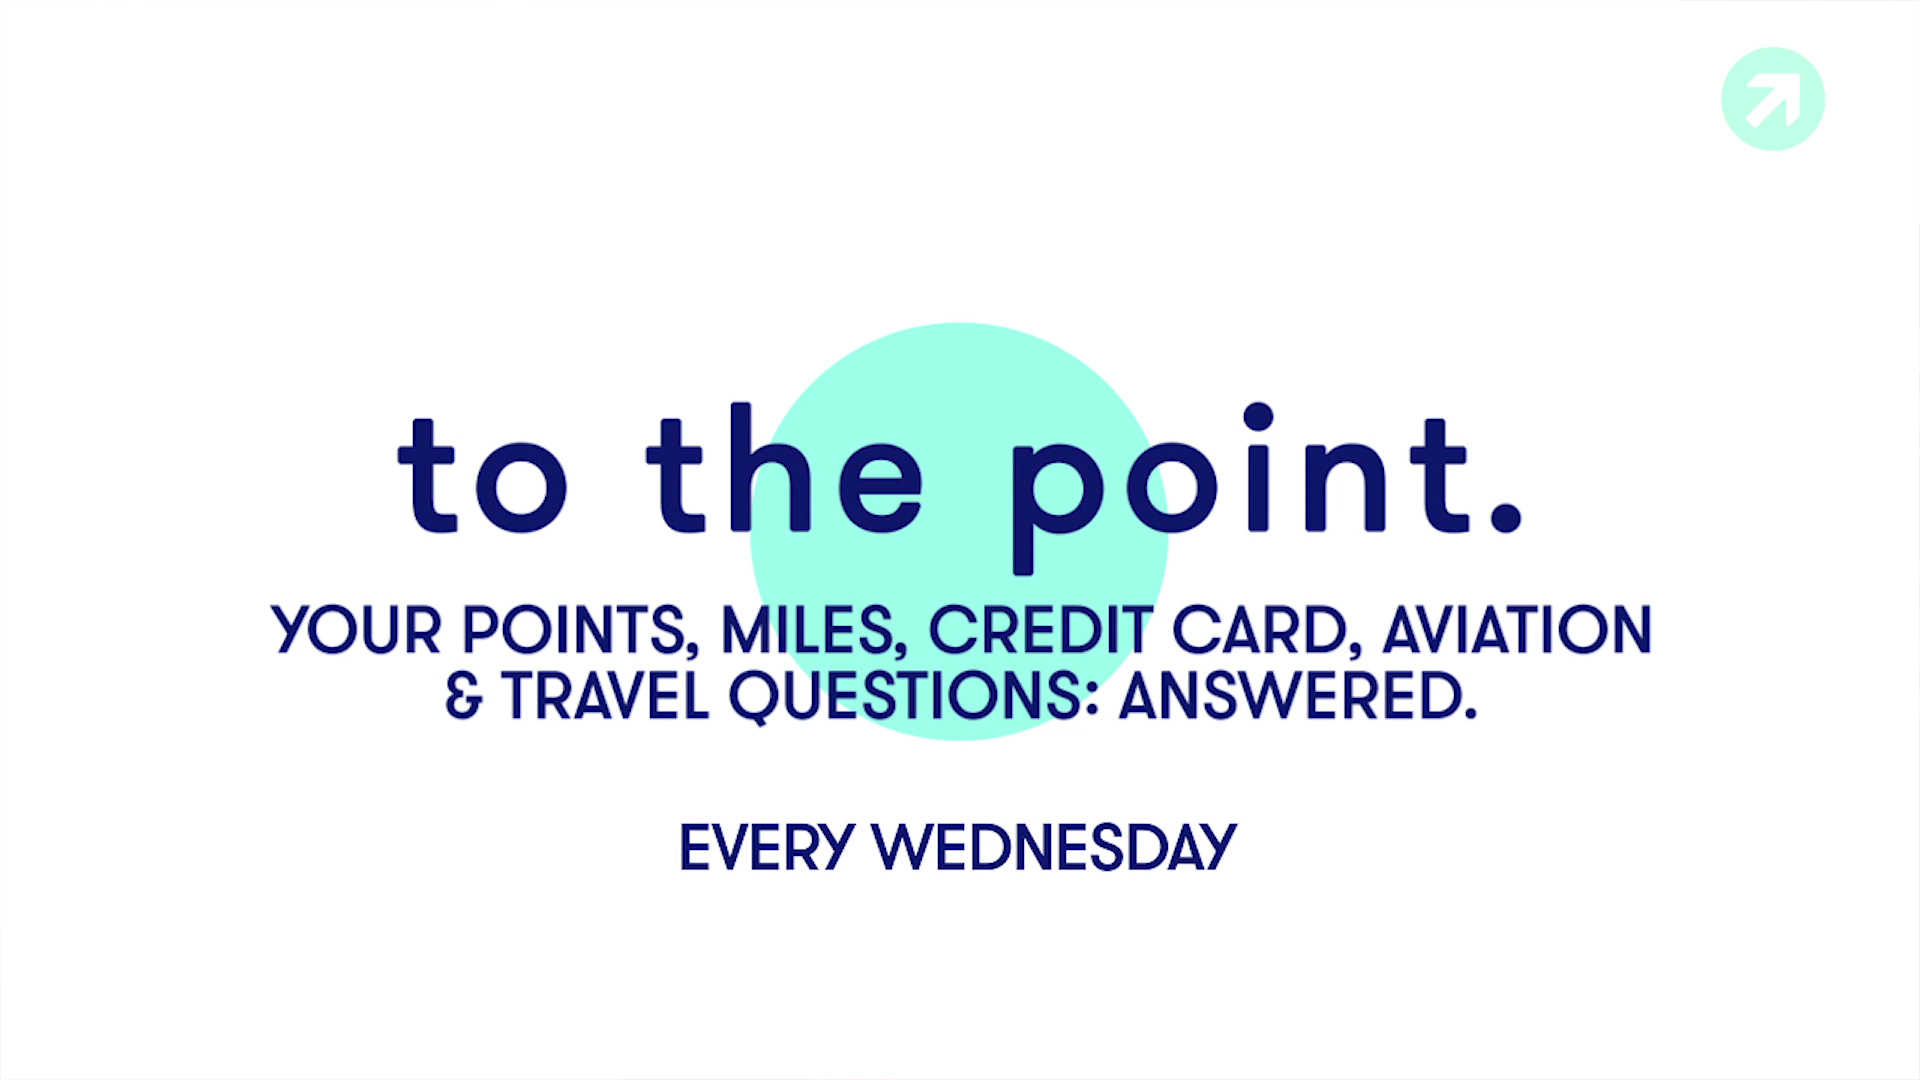 to the point.
YOUR POINTS, MILES, CREDIT CARD, AVIATION
& TRAVEL QUESTIONS: ANSWERED.
EVERY WEDNESDAY